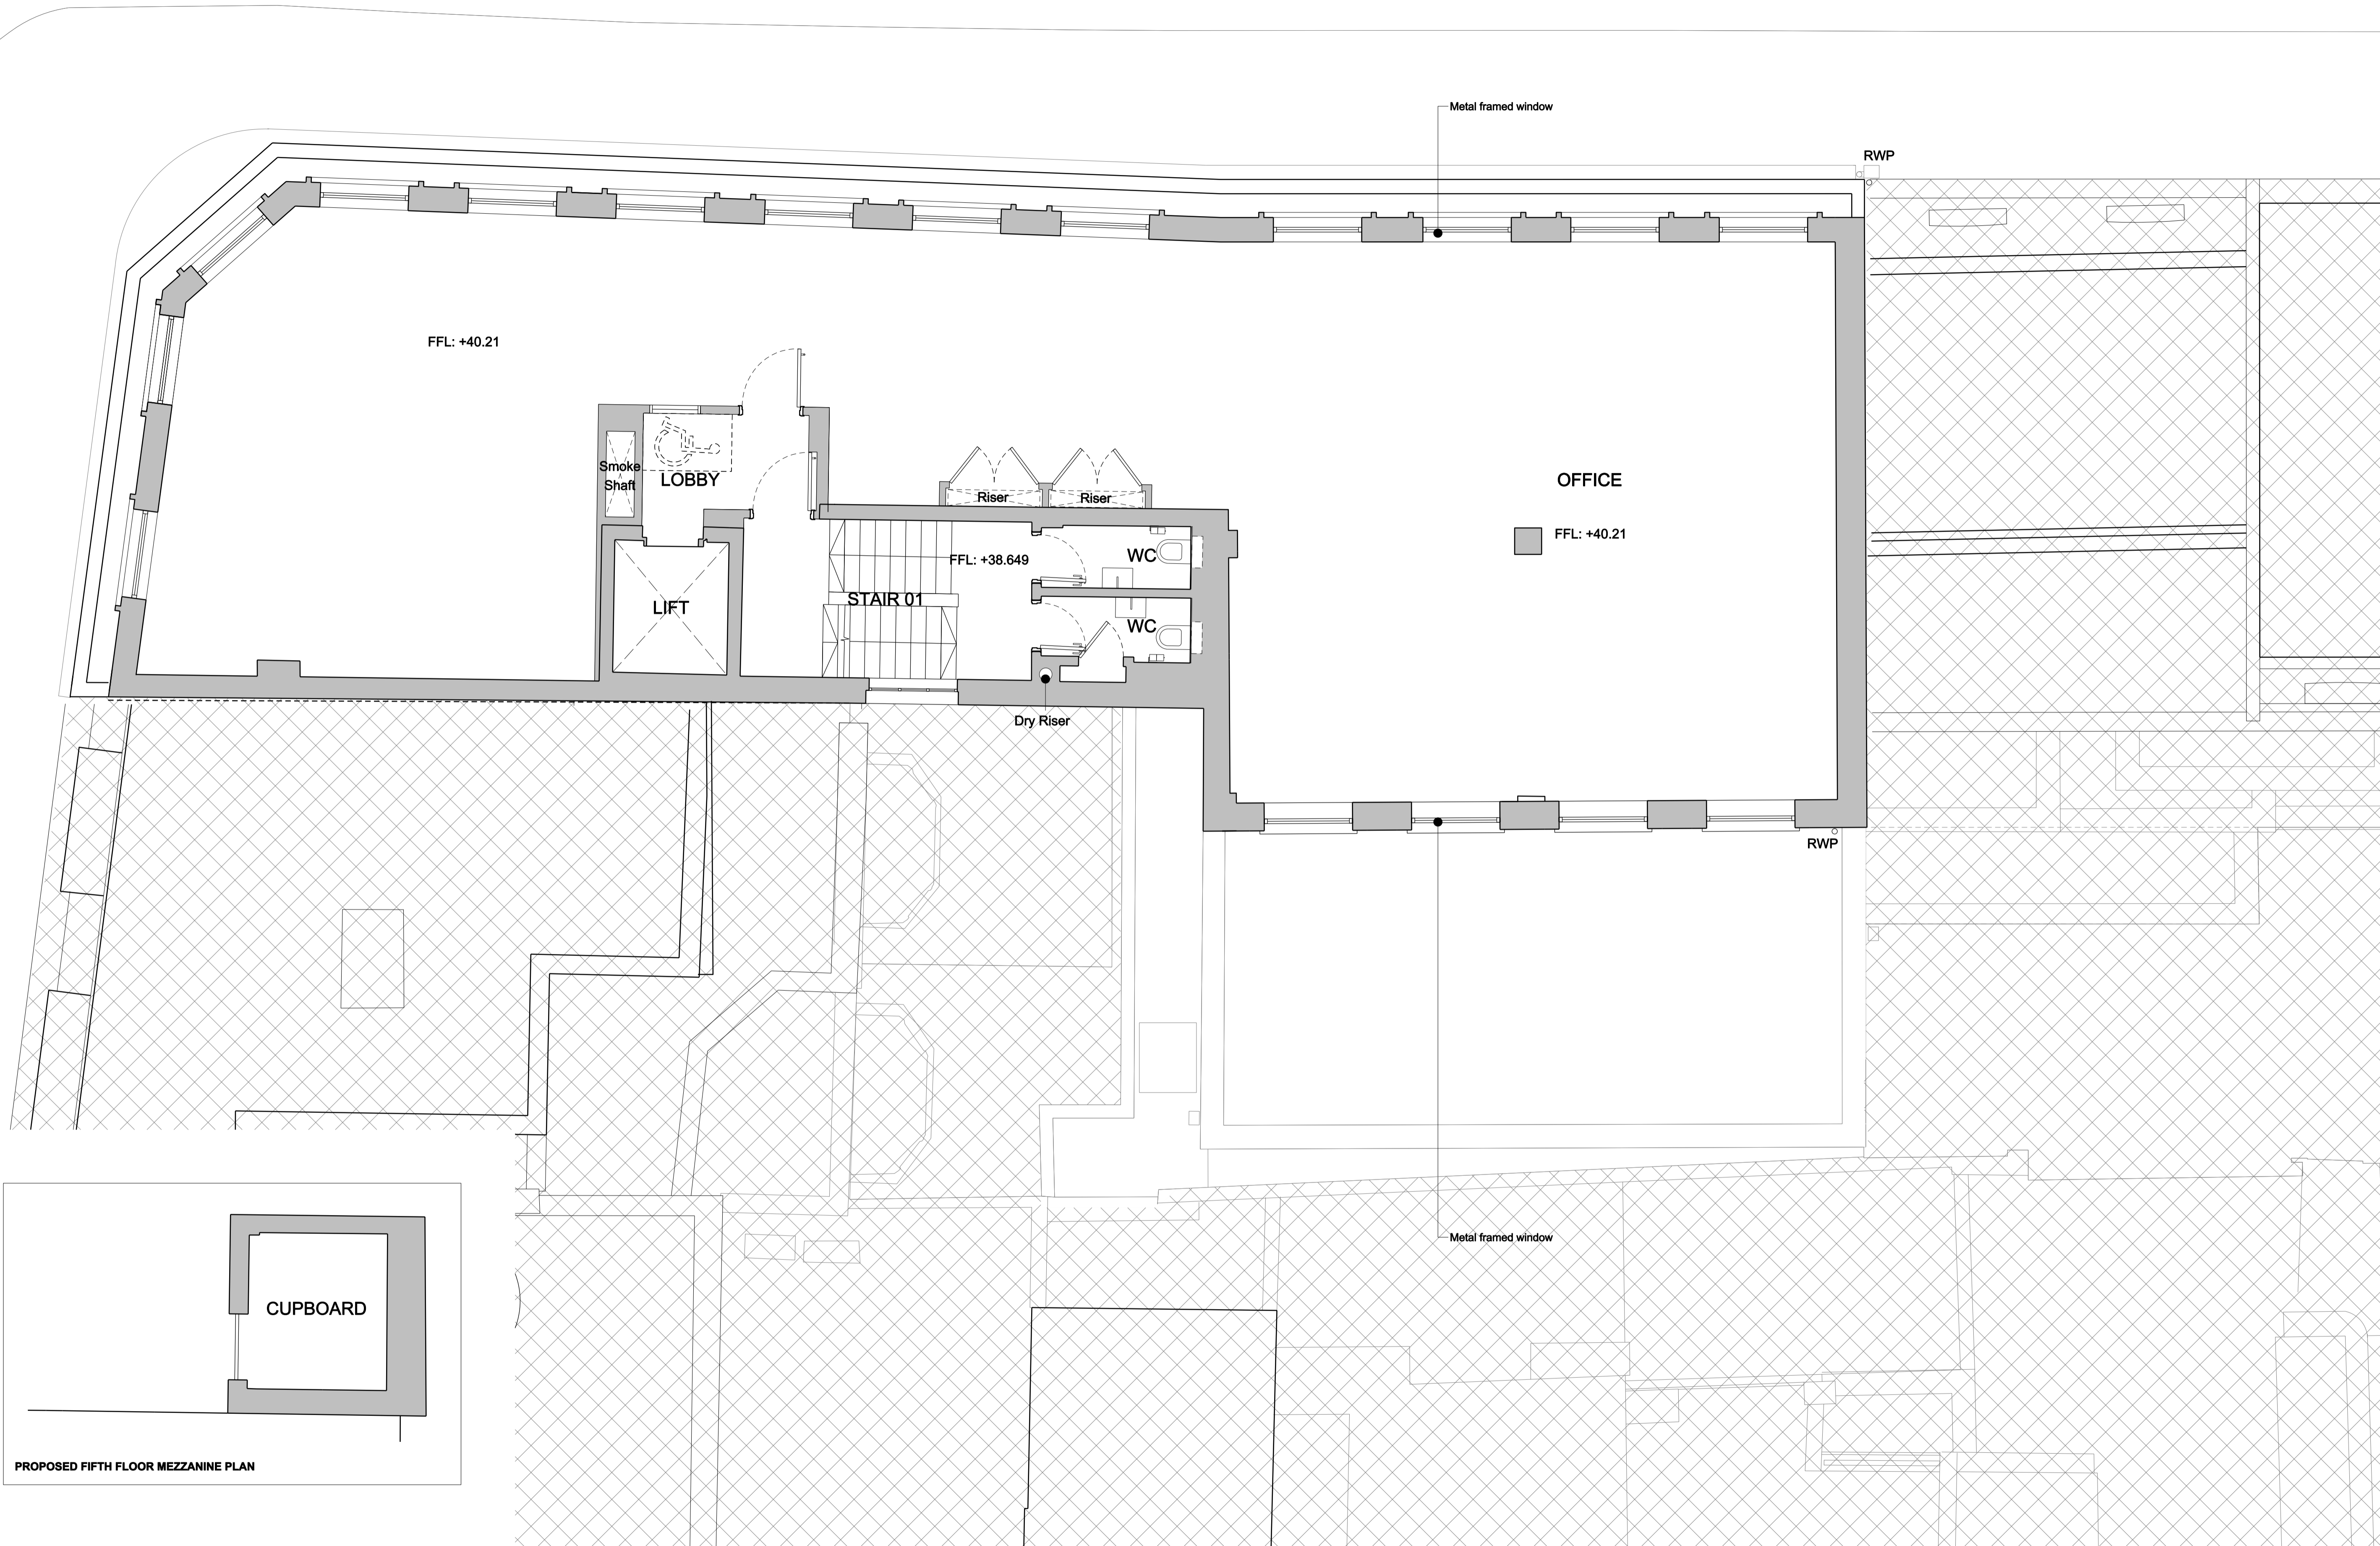 Metal framed window
RWP
FFL: +40.21
Smoke
Shaft
LOBBY
Riser
Riser
OFFICE
FFL: +40.21
FFL: +38.649
WC
LIFT
STAIR 01
WC
Dry Riser
RWP
Metal framed window
CUPBOARD
PROPOSED FIFTH FLOOR MEZZANINE PLAN